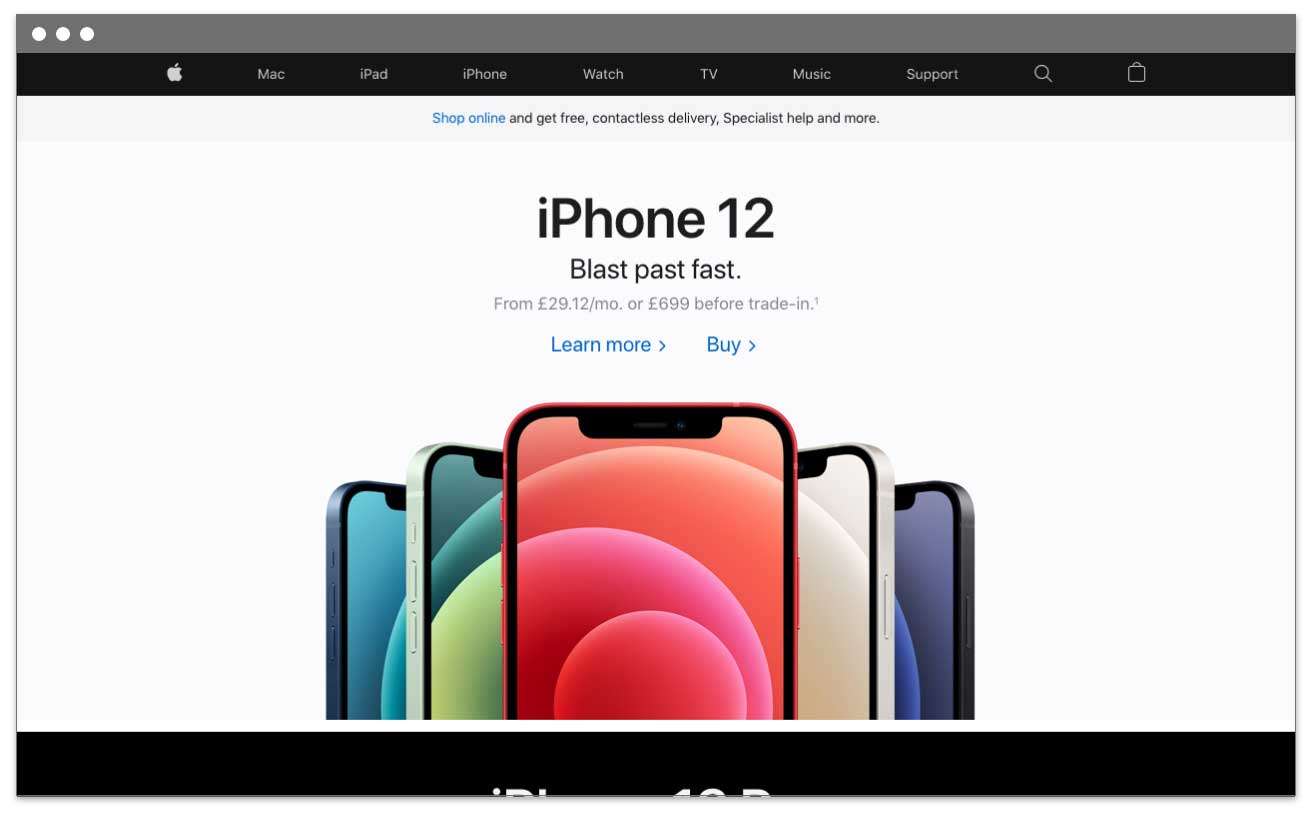 Mac iPad iPhone Watch TV Music Support
Shop online and get free, contactless delivery, Specialist help and more.
iPhone 12
Blast past fast.
From £29.12/mo. or £699 before trade-in.¹
Learn more > Buy >